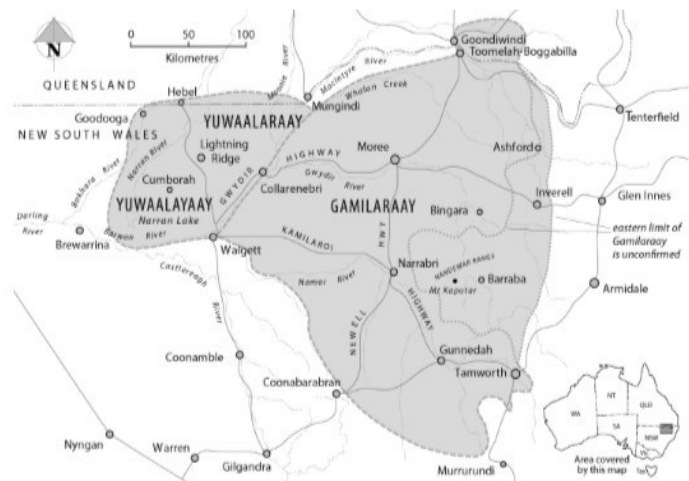 N
0
50
100
Kilometres
QUEENSLAND
NEW SOUTH WALES
Goondiwindi
Toomelah-Boggabilla
Macintyre River
Whalan Creek
Moonie River
Hebel
Mungindi
Goodooga
YUWAALARAAY
Tenterfield
Lightning
Ridge
Narran River
Bokhara River
GWYDIR
HIGHWAY
Moree
Ashford
Collarenebri
Gwydir River
Cumborah
YUWAALAYAAY
Narran Lake
GAMILARAAY
Bingara
Inverell
Glen Innes
Darling
River
Brewarrina
Barwon River
Walgett
eastern limit of
Gamilaraay
is unconfirmed
KAMILAROI
HWY
Castlereagh
River
Namoi River
Narrabri
NANDEWAR RANGE
Mt Kaputar
Barraba
Armidale
HIGHWAY
NEWELL
Coonamble
Gunnedah
Tamworth
Coonabarabran
Nyngan
Warren
Gilgandra
Murrurundi
NT
QLD
WA
SA
NSW
Area covered
by this map